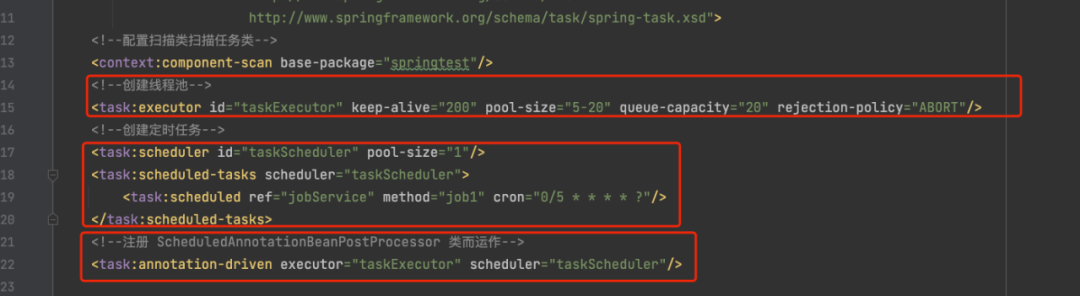 11 http://www.springframework.org/schema/task/spring-task.xsd">
12 <!--配置扫描类扫描任务类-->
13 <context:component-scan base-package="springtest"/>
14 <!--创建线程池-->
15 <task:executor id="taskExecutor" keep-alive="200" pool-size="5-20" queue-capacity="20" rejection-policy="ABORT"/>
16 <!--创建定时任务-->
17 <task:scheduler id="taskScheduler" pool-size="1"/>
18 <task:scheduled-tasks scheduler="taskScheduler">
19 <task:scheduled ref="jobService" method="job1" cron="0/5 * * * * ?"/>
20 </task:scheduled-tasks>
21 <!--注册 ScheduledAnnotationBeanPostProcessor 类而运作-->
22 <task:annotation-driven executor="taskExecutor" scheduler="taskScheduler"/>
23